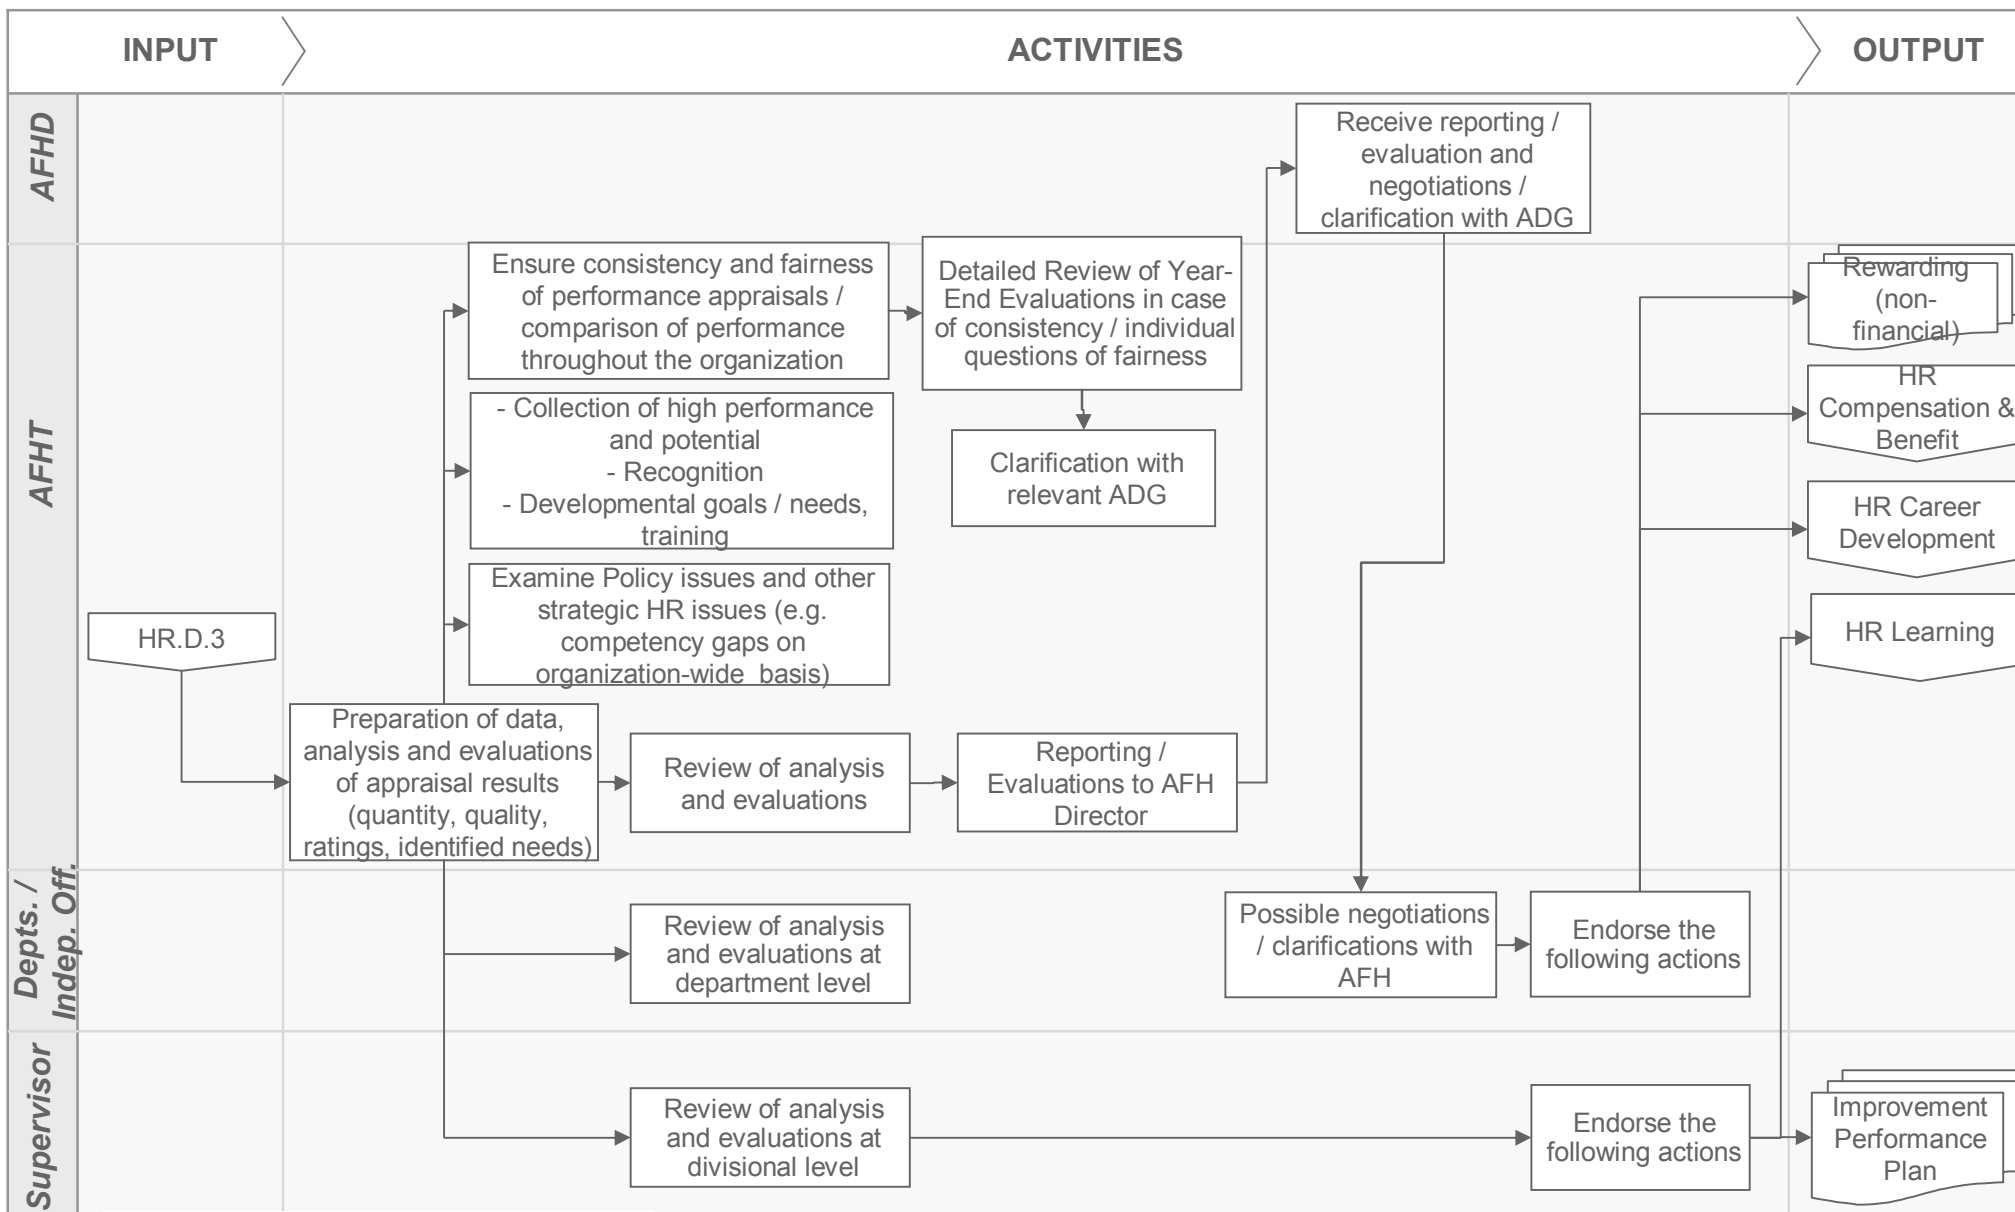 INPUT
ACTIVITIES
OUTPUT
AFHD
Receive reporting /
evaluation and
negotiations /
clarification with ADG
AFHT
Ensure consistency and fairness
of performance appraisals /
comparison of performance
throughout the organization
Detailed Review of Year-
End Evaluations in case
of consistency / individual
questions of fairness
Rewarding
(non-
financial)
- Collection of high performance
and potential
- Recognition
- Developmental goals / needs,
training
Clarification with
relevant ADG
HR
Compensation &
Benefit
HR Career
Development
Examine Policy issues and other
strategic HR issues (e.g.
competency gaps on
organization-wide basis)
HR.D.3
HR Learning
Preparation of data,
analysis and evaluations
of appraisal results
(quantity, quality,
ratings, identified needs)
Review of analysis
and evaluations
Reporting /
Evaluations to AFH
Director
Depts. /
Indep. Off.
Review of analysis
and evaluations at
department level
Possible negotiations
/ clarifications with
AFH
Endorse the
following actions
Supervisor
Review of analysis
and evaluations at
divisional level
Endorse the
following actions
Improvement
Performance
Plan